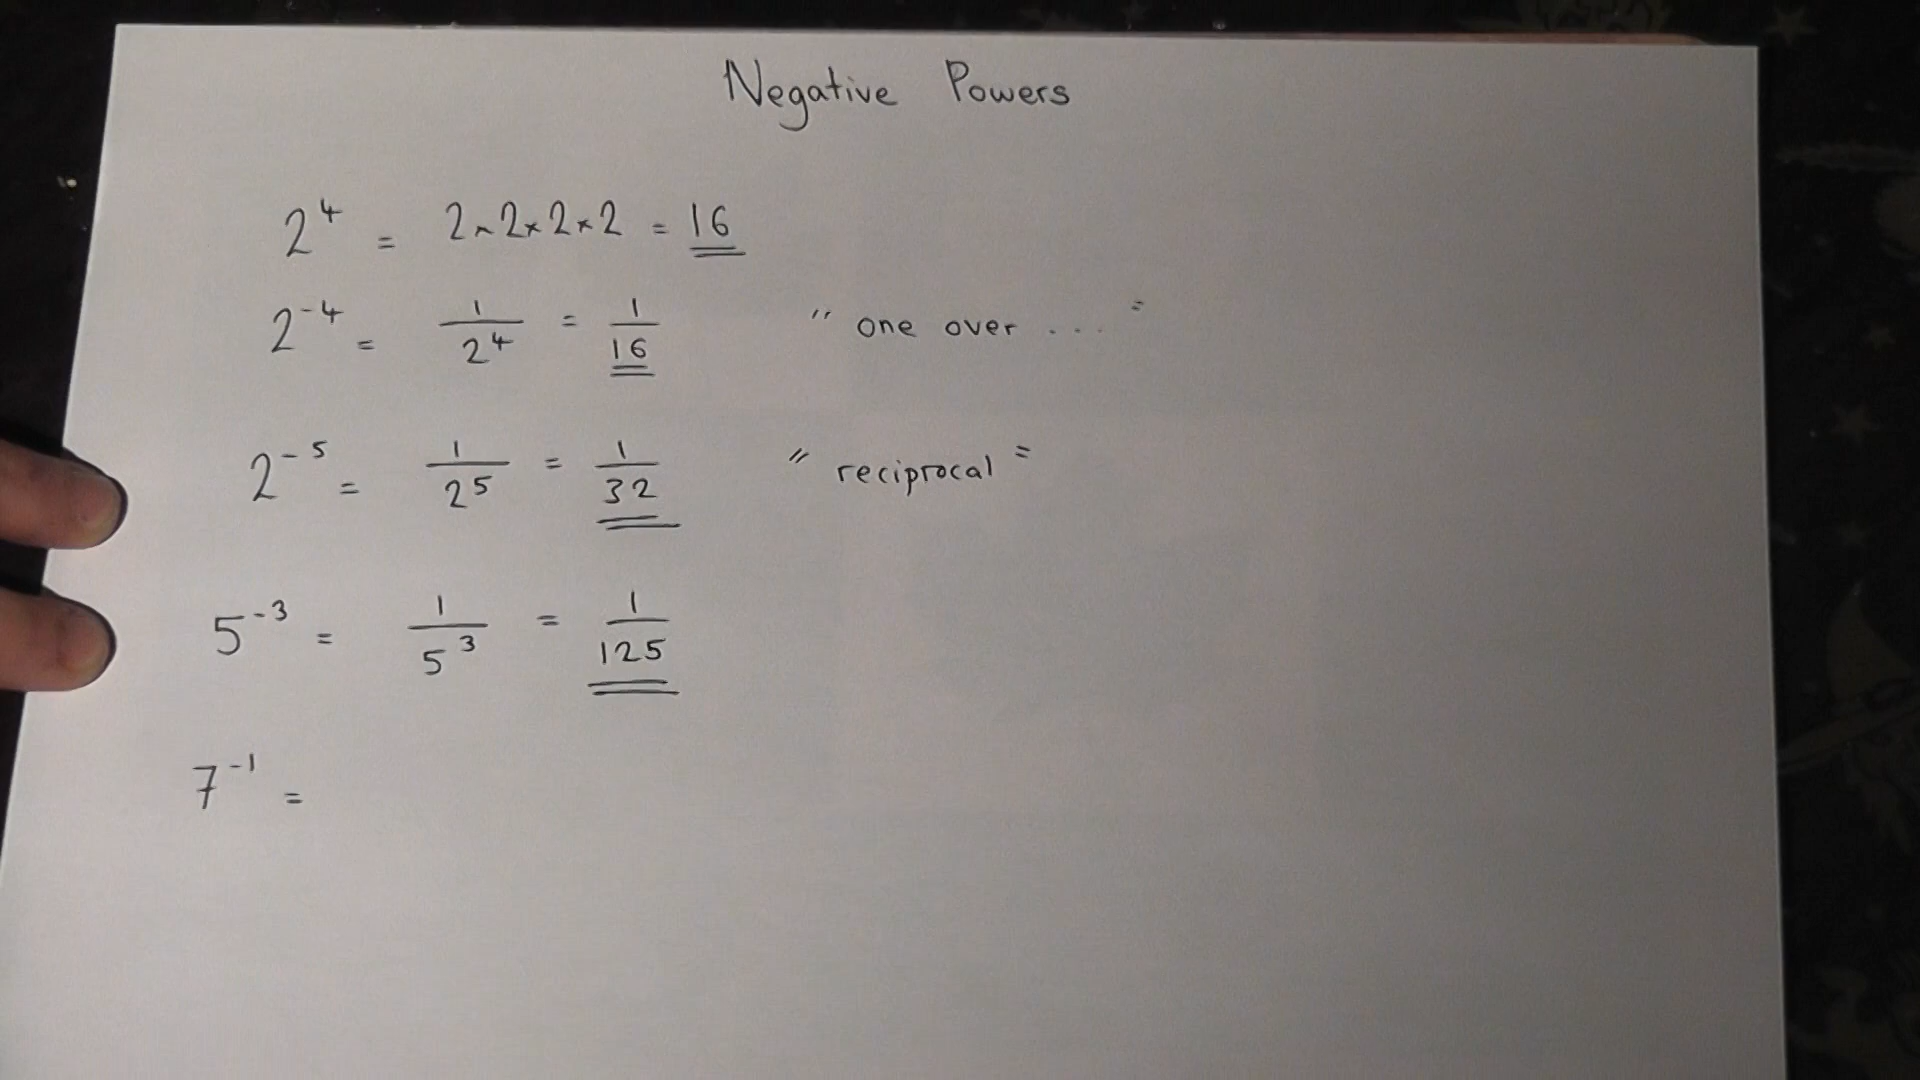 Negative Powers
2⁴ = 2×2×2×2 = 16
2⁻⁴ = 1/2⁴ = 1/16 "one over ..."
2⁻⁵ = 1/2⁵ = 1/32 "reciprocal"
5⁻³ = 1/5³ = 1/125
7⁻¹ =